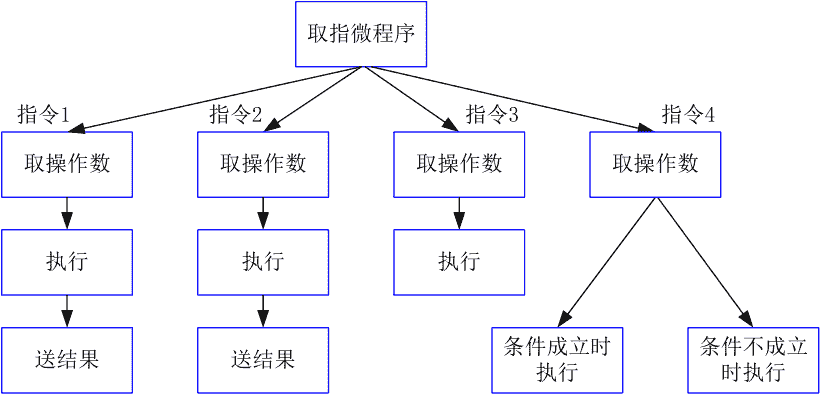 取指微程序
指令1
指令2
指令3
指令4
取操作数
取操作数
取操作数
取操作数
执行
执行
执行
送结果
送结果
条件成立时
执行
条件不成立
时执行